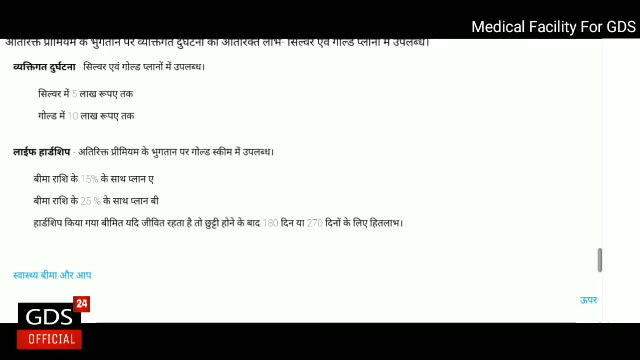 Medical Facility For GDS
अतिरिक्त प्रीमियम के भुगतान पर व्यक्तिगत दुर्घटना का अतिरिक्त लाभ- सिल्वर एवं गोल्ड प्लानों में उपलब्ध।
व्यक्तिगत दुर्घटना - सिल्वर एवं गोल्ड प्लानों में उपलब्ध।
सिल्वर में 5 लाख रूपए तक
गोल्ड में 10 लाख रूपए तक
लाईफ हार्डशिप - अतिरिक्त प्रीमियम के भुगतान पर गोल्ड स्कीम में उपलब्ध।
बीमा राशि के 15% के साथ प्लान ए
बीमा राशि के 25 % के साथ प्लान बी
हार्डशिप किया गया बीमित यदि जीवित रहता है तो छुट्टी होने के बाद 180 दिन या 270 दिनों के लिए हितलाभ।
स्वास्थ्य बीमा और आप
ऊपर
24
GDS
OFFICIAL